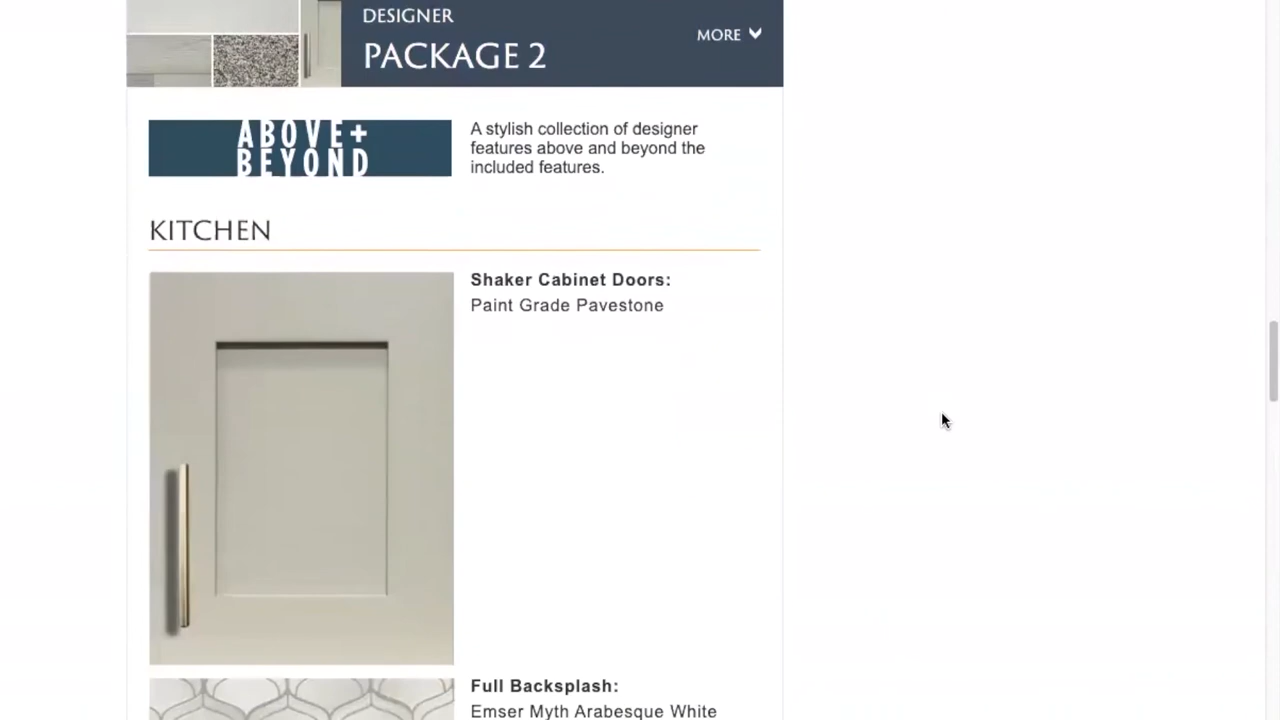 DESIGNER
PACKAGE 2
MORE
ABOVE+
BEYOND
A stylish collection of designer
features above and beyond the
included features.
KITCHEN
Shaker Cabinet Doors:
Paint Grade Pavestone
Full Backsplash:
Emser Myth Arabesque White